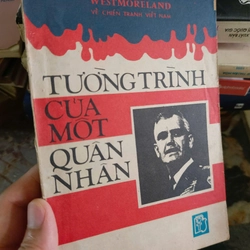 WESTMORELAND
VỀ CHIẾN TRANH VIỆT NAM
TƯỜNG TRÌNH
CỦA
MỘT
QUÂN
NHÂN